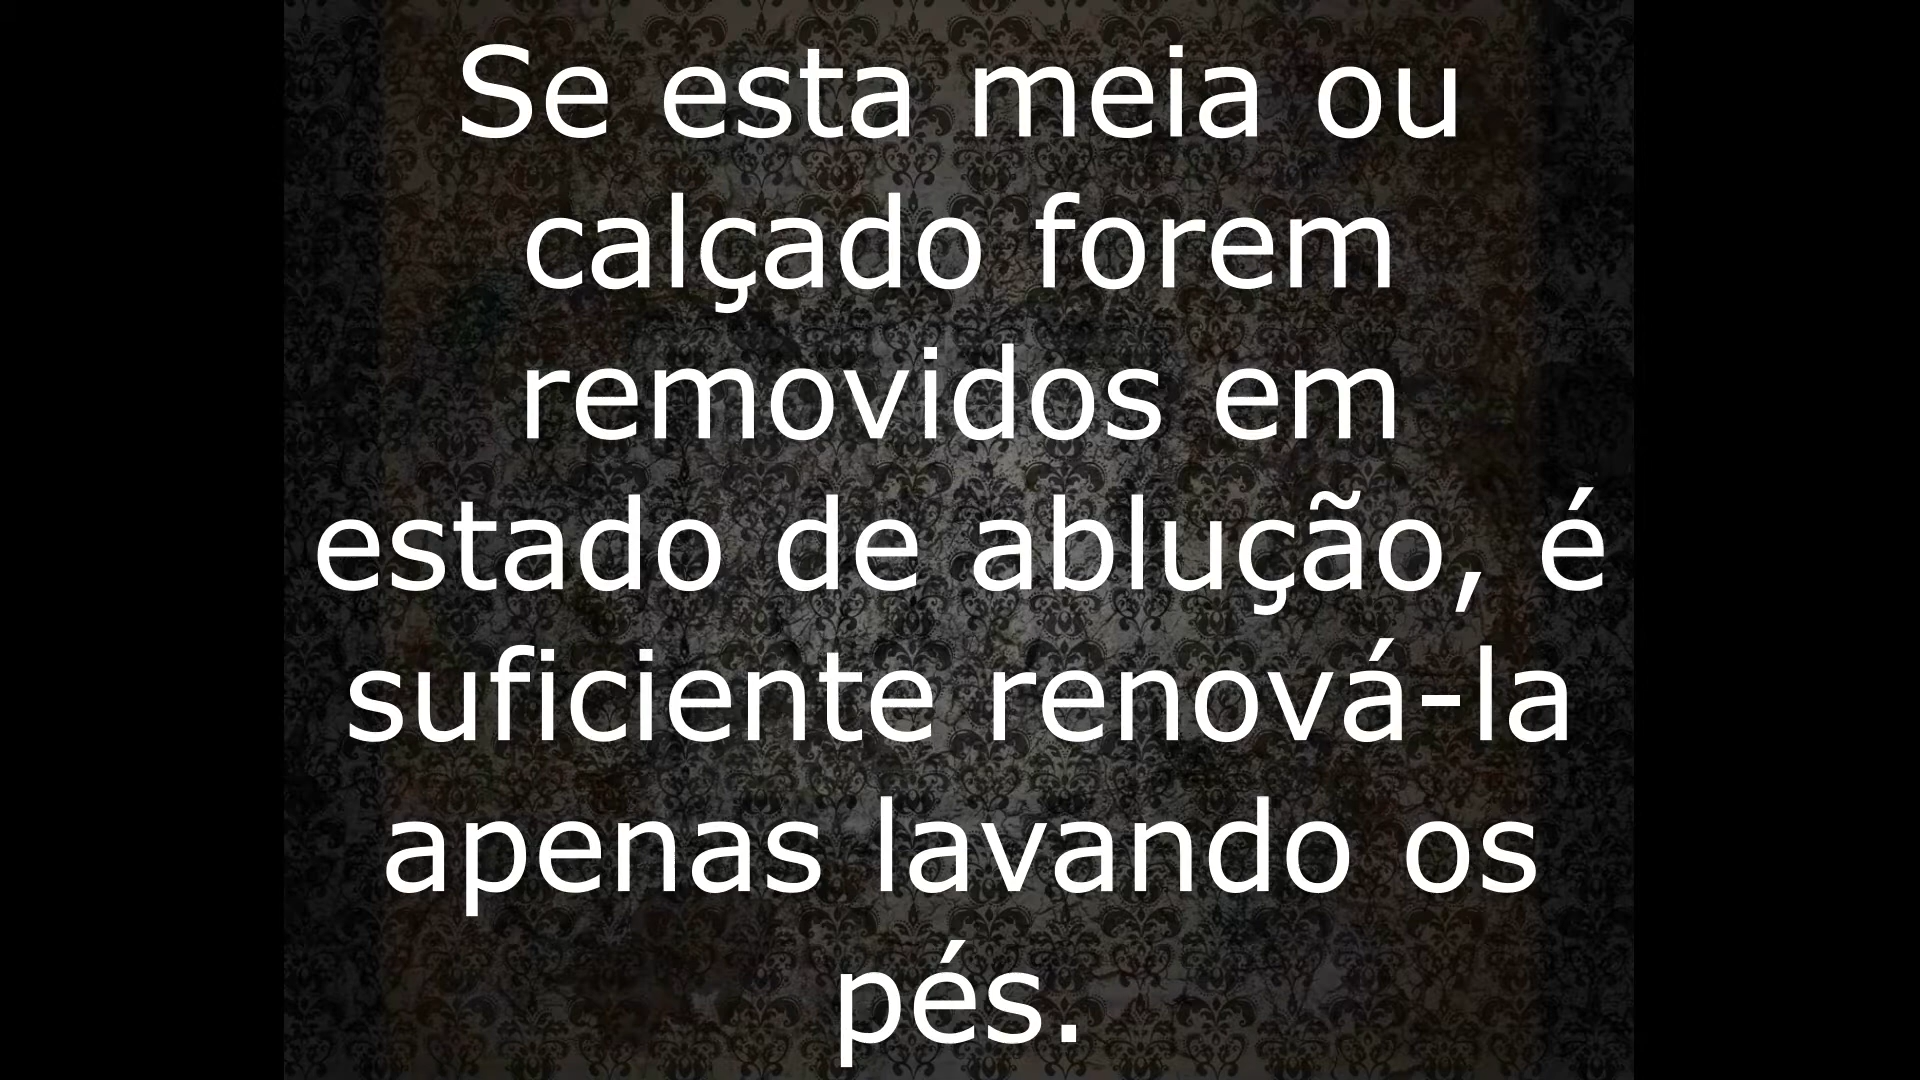 Se esta meia ou
calçado forem
removidos em
estado de ablução, é
suficiente renová-la
apenas lavando os
pés.